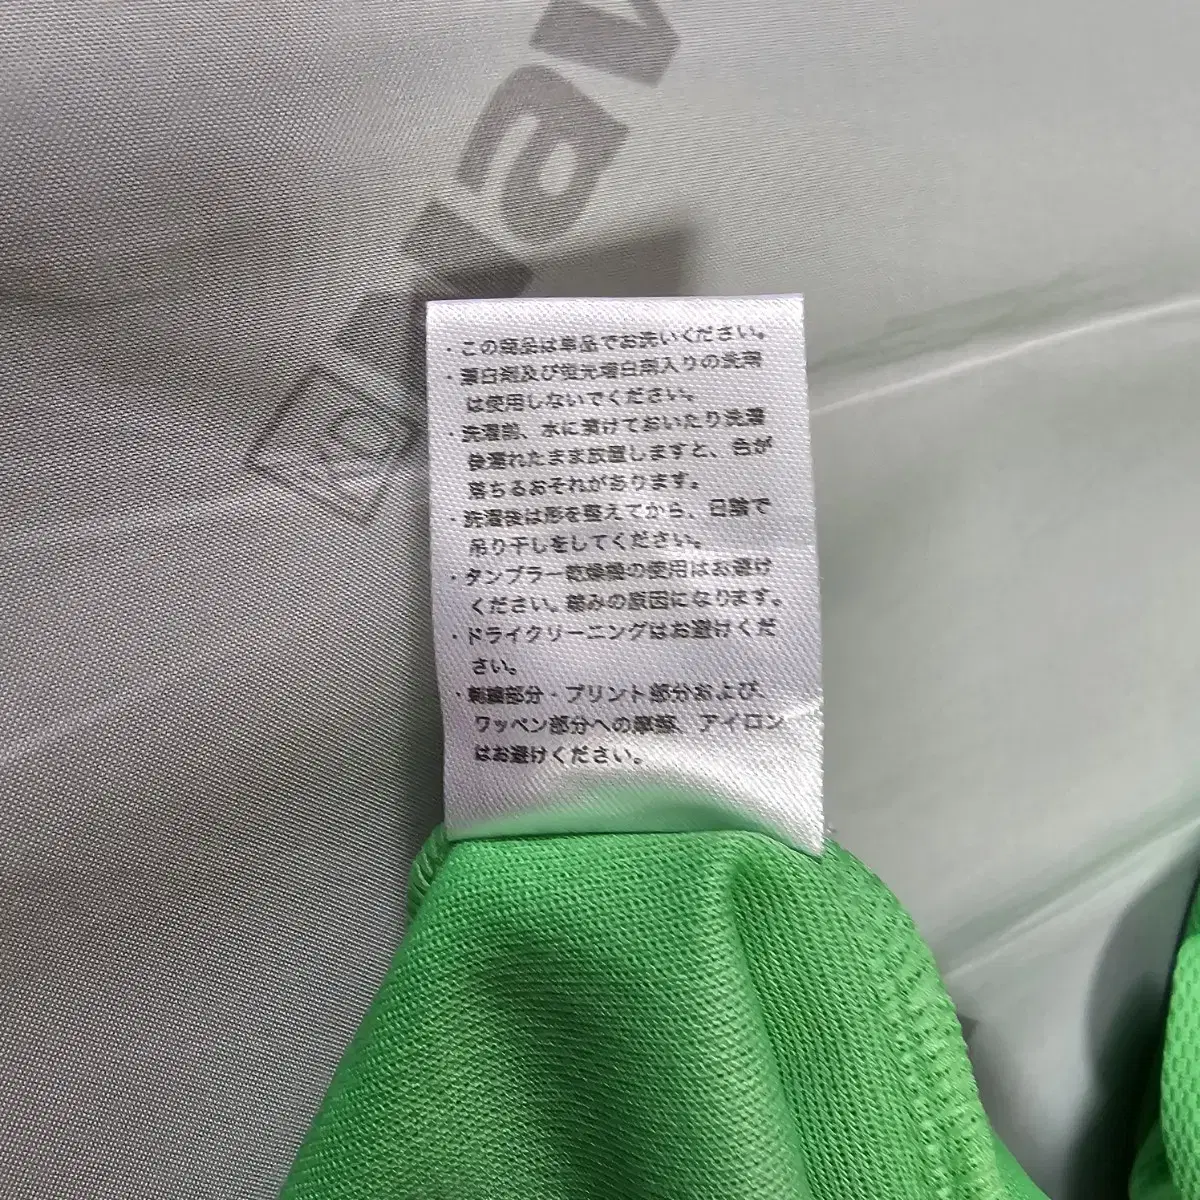 ・この商品は単品でお洗いください。
・漂白剤及び蛍光増白剤入りの洗剤
は使用しないでください。
・洗濯前、水に漬けておいたり洗濯
後濡れたまま放置しますと、色が
落ちるおそれがあります。
・洗濯後は形を整えてから、日陰で
吊り干しをしてください。
・タンブラー乾燥機の使用はお避け
ください。縮みの原因になります。
・ドライクリーニングはお避けくだ
さい。
・刺繍部分・プリント部分および、
ワッペン部分への摩擦、アイロン
はお避けください。